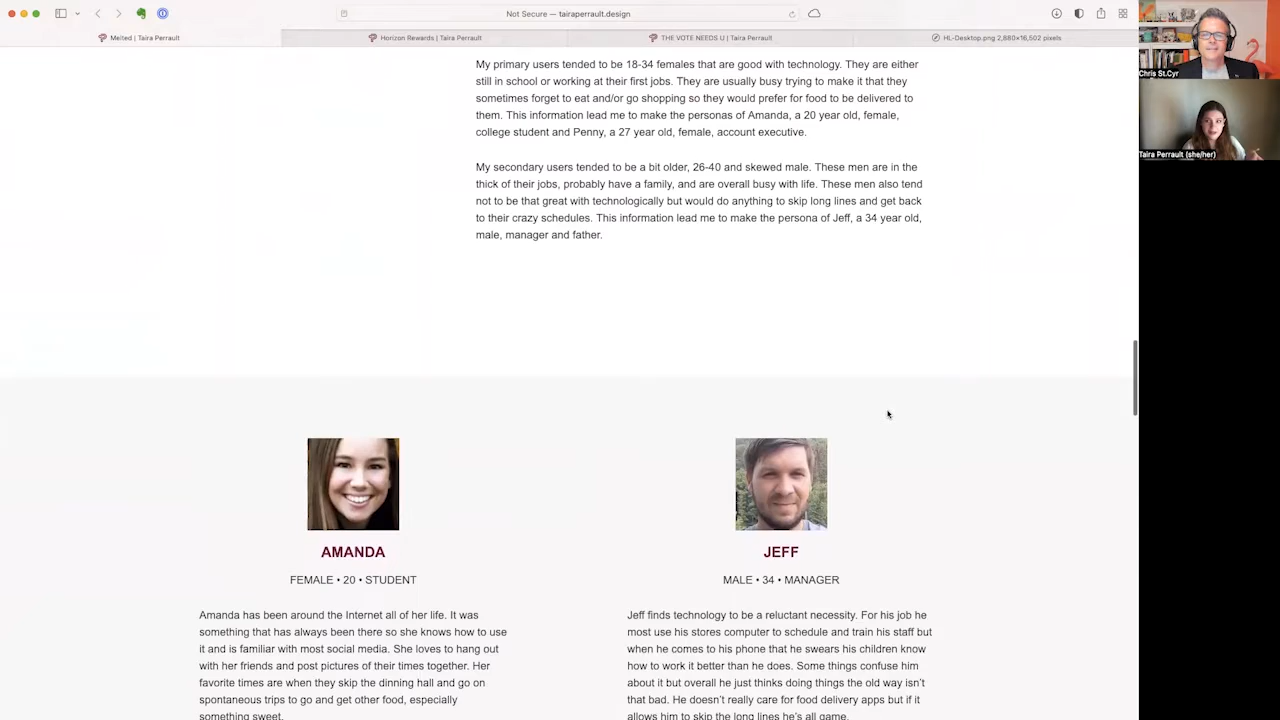 Not Secure — tairaperrault.design
Melted | Taira Perrault
Horizon Rewards | Taira Perrault
THE VOTE NEEDS U | Taira Perrault
HL-Desktop.png 2,880×16,502 pixels
Chris St.Cyr
Taira Perrault (she/her)
My primary users tended to be 18-34 females that are good with technology. They are either
still in school or working at their first jobs. They are usually busy trying to make it that they
sometimes forget to eat and/or go shopping so they would prefer for food to be delivered to
them. This information lead me to make the personas of Amanda, a 20 year old, female,
college student and Penny, a 27 year old, female, account executive.
My secondary users tended to be a bit older, 26-40 and skewed male. These men are in the
thick of their jobs, probably have a family, and are overall busy with life. These men also tend
not to be that great with technologically but would do anything to skip long lines and get back
to their crazy schedules. This information lead me to make the persona of Jeff, a 34 year old,
male, manager and father.
AMANDA
FEMALE • 20 • STUDENT
Amanda has been around the Internet all of her life. It was
something that has always been there so she knows how to use
it and is familiar with most social media. She loves to hang out
with her friends and post pictures of their times together. Her
favorite times are when they skip the dinning hall and go on
spontaneous trips to go and get other food, especially
something sweet.
JEFF
MALE • 34 • MANAGER
Jeff finds technology to be a reluctant necessity. For his job he
most use his stores computer to schedule and train his staff but
when he comes to his phone that he swears his children know
how to work it better than he does. Some things confuse him
about it but overall he just thinks doing things the old way isn't
that bad. He doesn't really care for food delivery apps but if it
allows him to skip the long lines he's all game.